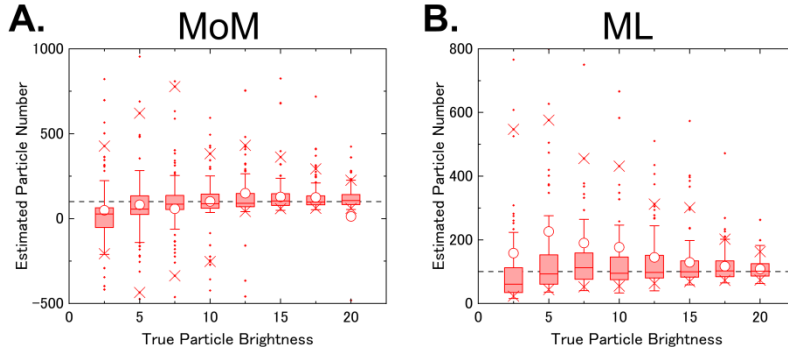 A. MoM
1000
500
0
−500
Estimated Particle Number
0 5 10 15 20
True Particle Brightness
B. ML
800
600
400
200
0
Estimated Particle Number
0 5 10 15 20
True Particle Brightness